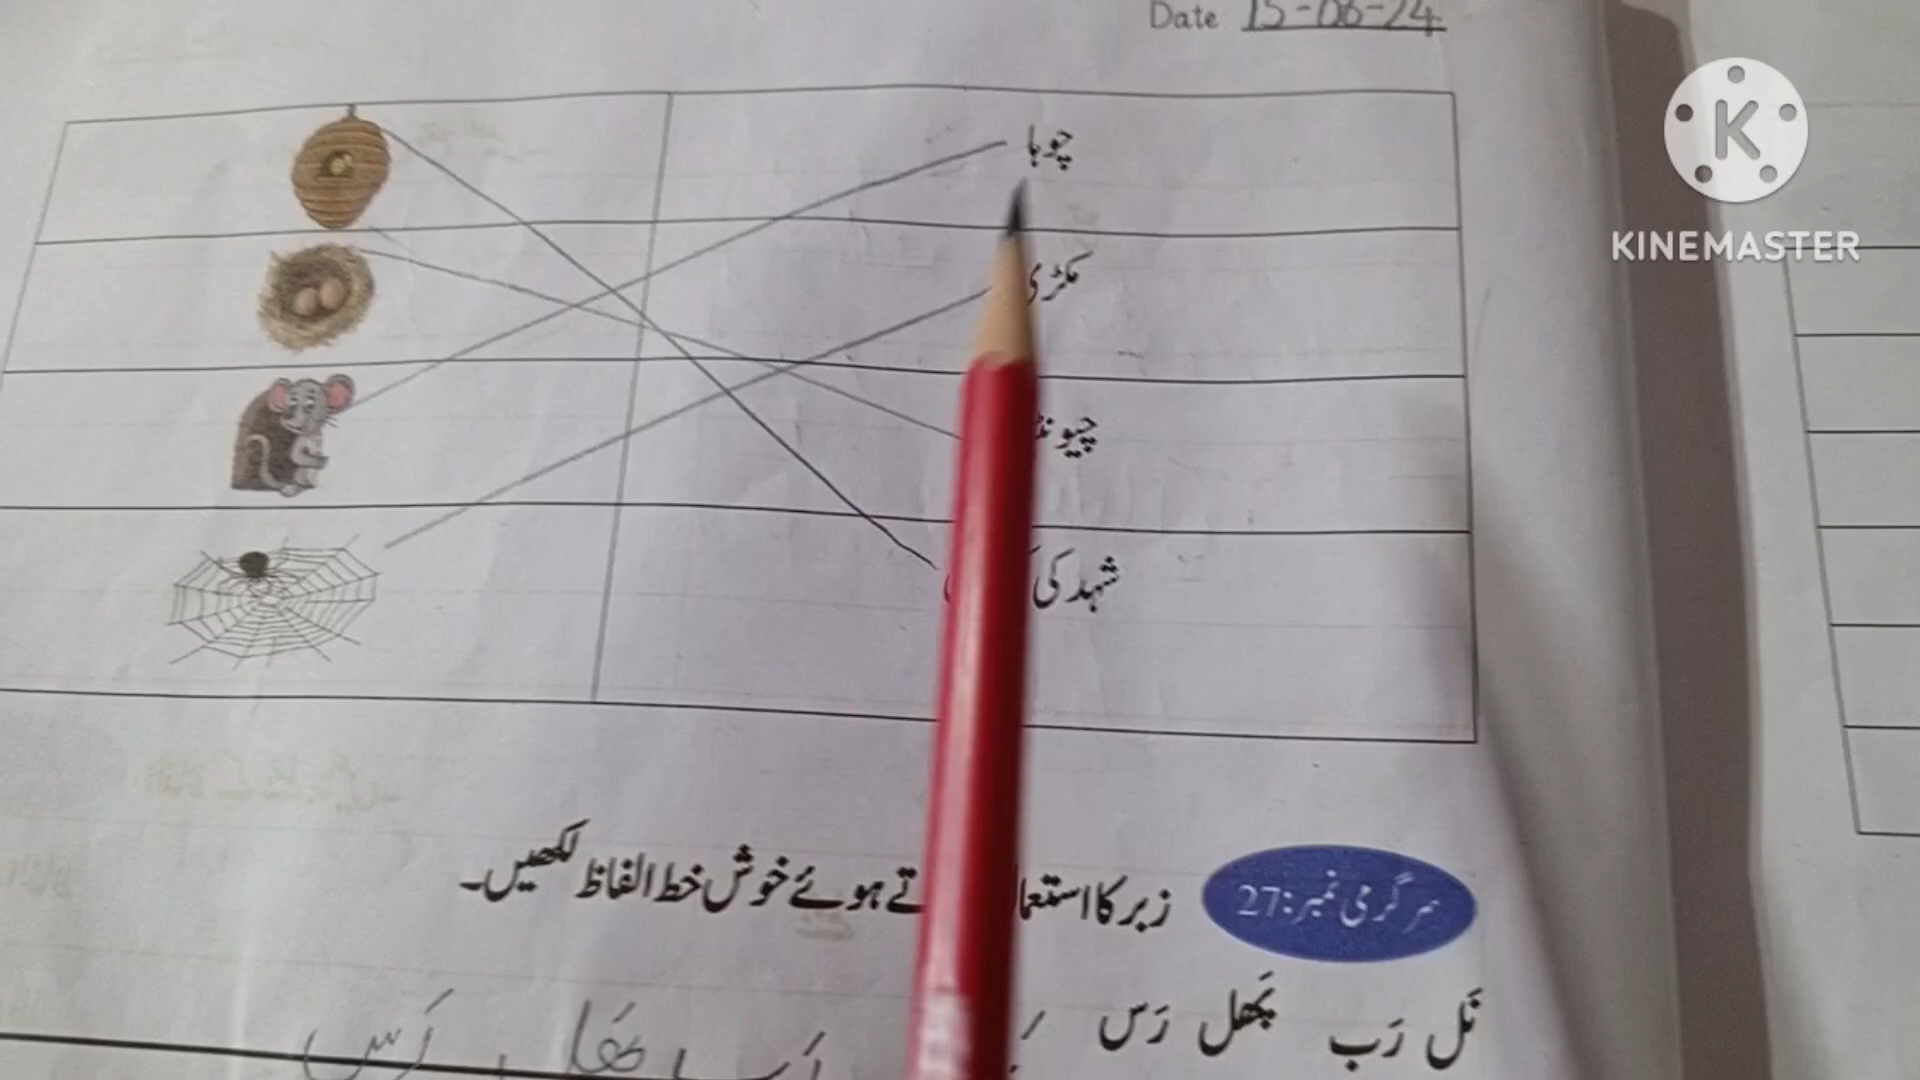 Date 15-06-24
K
KINEMASTER
چوہا
مکڑی
شہد کی
سرگرمی نمبر:27 زبر کا استعمال تے ہوئے خوش خط الفاظ لکھیں۔
نَل رَب پَھل رَس
رَس